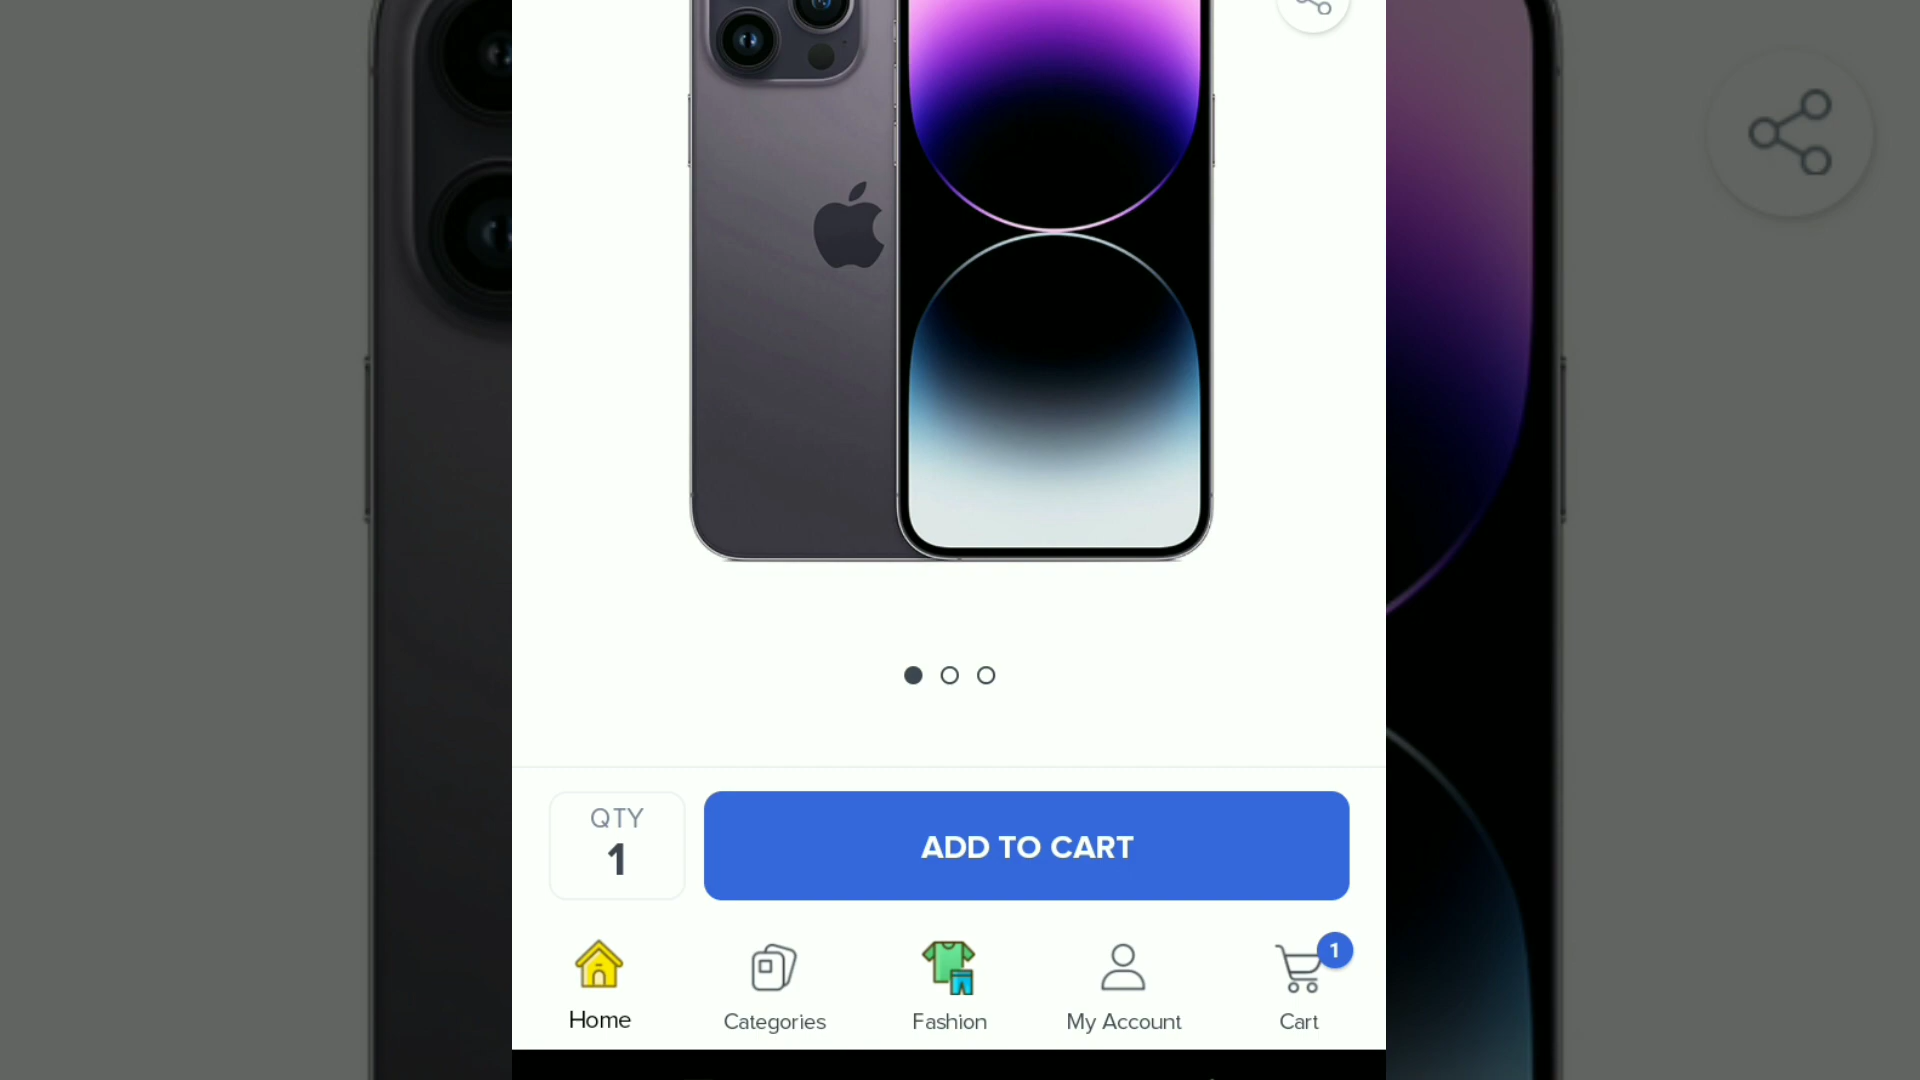 QTY
1
ADD TO CART
1
Home
Categories
Fashion
My Account
Cart